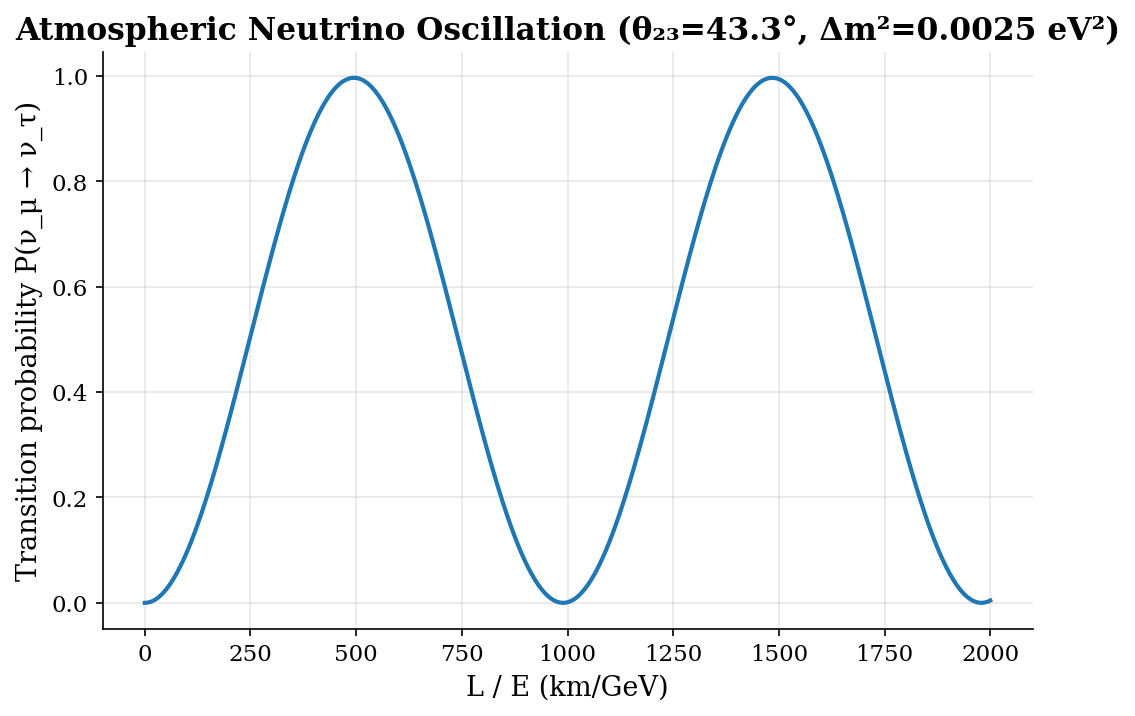 Atmospheric Neutrino Oscillation (θ₂₃=43.3°, Δm²=0.0025 eV²)
Transition probability P(ν_μ → ν_τ)
1.0
0.8
0.6
0.4
0.2
0.0
0 250 500 750 1000 1250 1500 1750 2000
L / E (km/GeV)